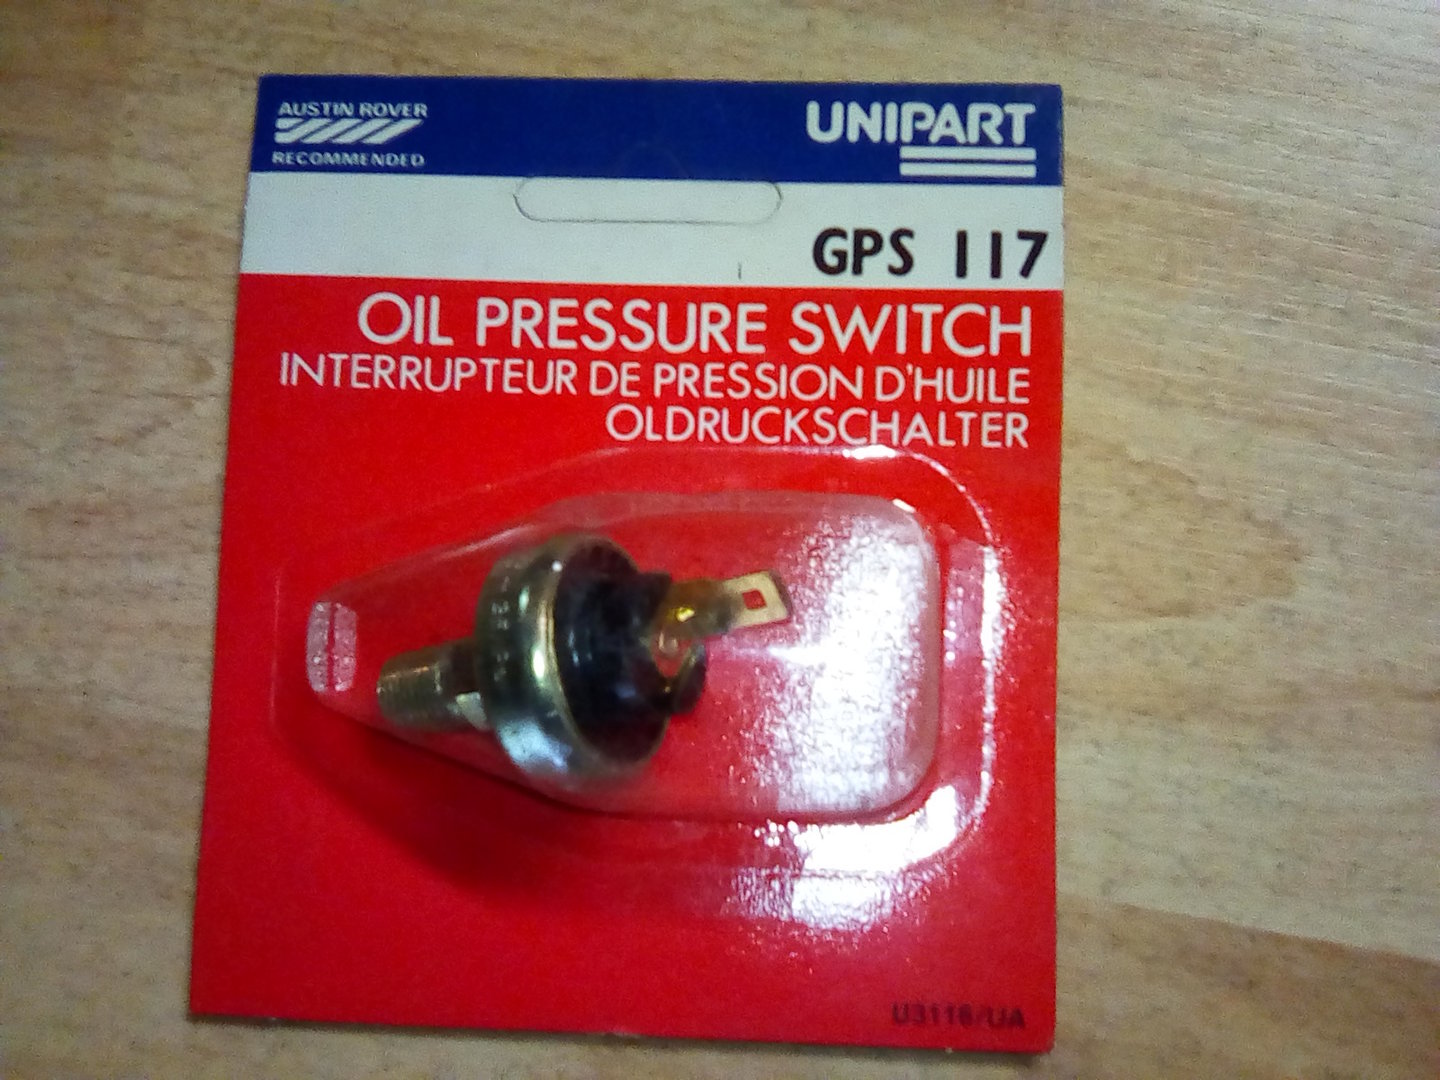 AUSTIN ROVER
RECOMMENDED
UNIPART
GPS 117
OIL PRESSURE SWITCH
INTERRUPTEUR DE PRESSION D'HUILE
OLDRUCKSCHALTER